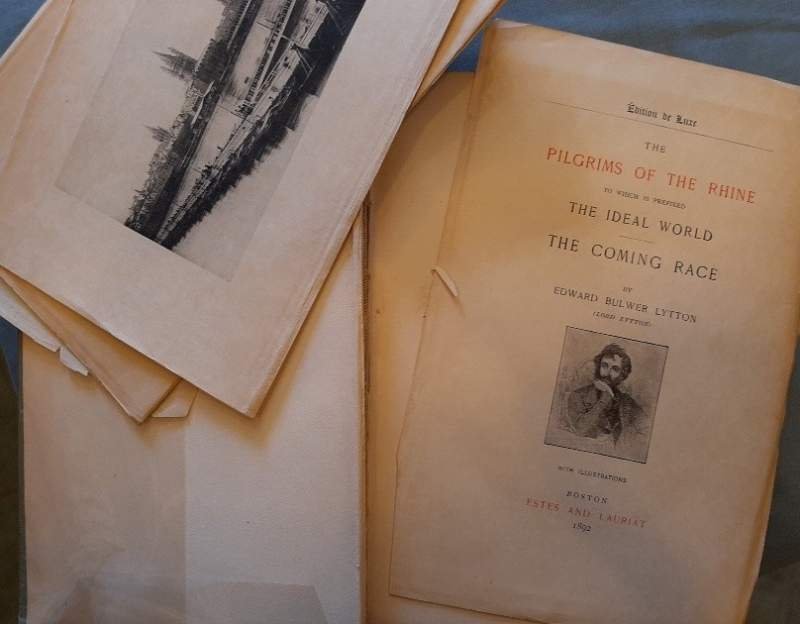 Édition de Luxe
THE
PILGRIMS OF THE RHINE
TO WHICH IS PREFIXED
THE IDEAL WORLD
THE COMING RACE
BY
EDWARD BULWER LYTTON
(LORD LYTTON)
WITH ILLUSTRATIONS
BOSTON
ESTES AND LAURIAT
1892